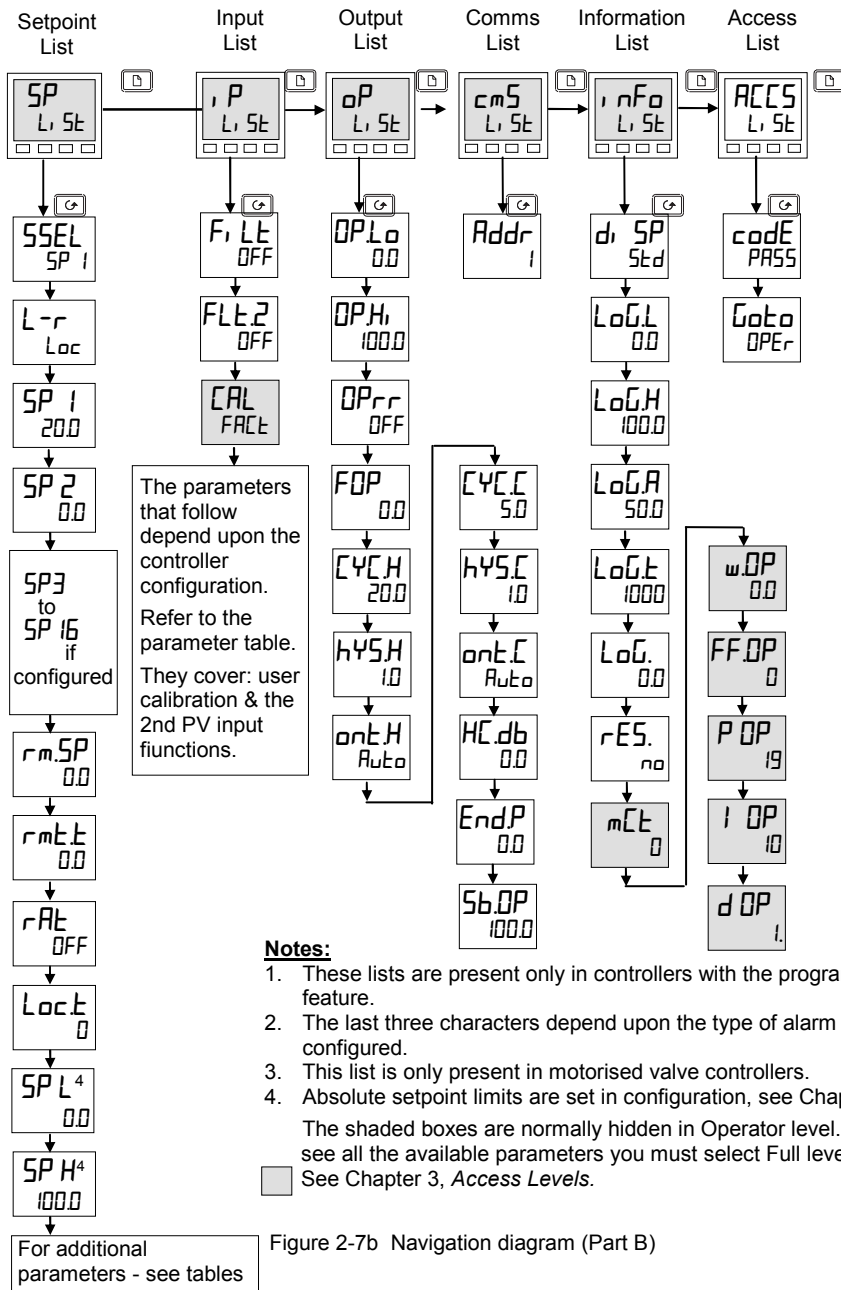 Setpoint
List
Input
List
Output
List
Comms
List
Information
List
Access
List
SP
LiSt
iP
LiSt
oP
LiSt
cmS
LiSt
inFo
LiSt
ACCS
LiSt
SSEL
SP 1
L-r
Loc
SP 1
20.0
SP 2
0.0
SP3
to
SP 16
if
configured
rm.SP
0.0
rmt.t
0.0
rAt
OFF
Loc.t
0
SP L4
0.0
SP H4
100.0
For additional
parameters - see tables
FiLt
OFF
FLt.2
OFF
CAL
FACt
The parameters
that follow
depend upon the
controller
configuration.
Refer to the
parameter table.
They cover: user
calibration & the
2nd PV input
fiunctions.
OP.Lo
0.0
OP.Hi
100.0
OPrr
OFF
FOP
0.0
CYC.H
20.0
hYS.H
1.0
ont.H
Auto
CYC.C
5.0
hYS.C
1.0
ont.C
Auto
HC.db
0.0
End.P
0.0
Sb.OP
100.0
Addr
1
diSP
Std
LoG.L
0.0
LoG.H
100.0
LoG.A
50.0
LoG.t
1000
LoG.
0.0
rES.
no
mCt
0
w.OP
0.0
FF.OP
0
P OP
19
I OP
10
d OP
1.
codE
PASS
Goto
OPEr
Notes:
1. These lists are present only in controllers with the progra
feature.
2. The last three characters depend upon the type of alarm
configured.
3. This list is only present in motorised valve controllers.
4. Absolute setpoint limits are set in configuration, see Chap
The shaded boxes are normally hidden in Operator level.
see all the available parameters you must select Full leve
See Chapter 3, Access Levels.
Figure 2-7b Navigation diagram (Part B)